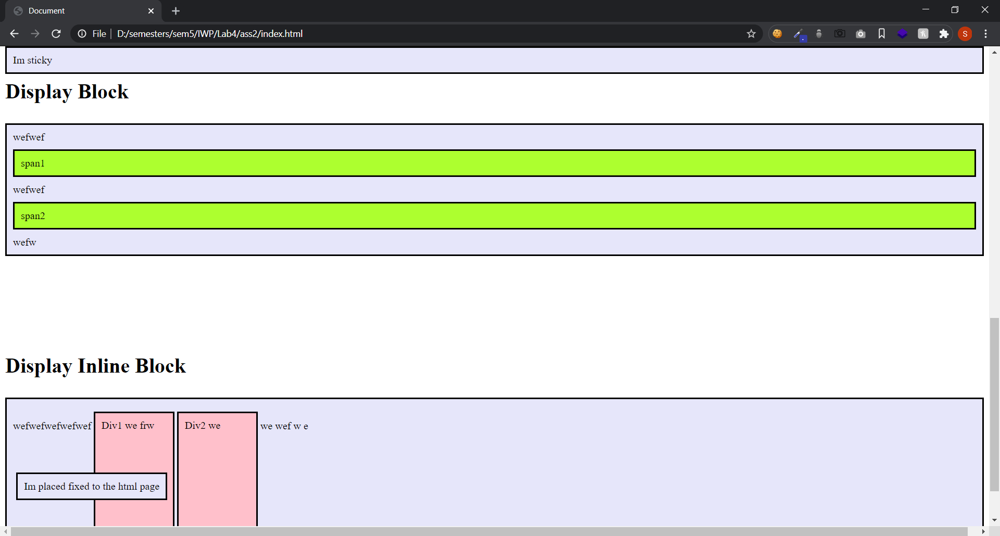 Document
File
D:/semesters/sem5/IWP/Lab4/ass2/index.html
S
Im sticky
Display Block
wefwef
span1
wefwef
span2
wefw
Display Inline Block
wefwefwefwefwef Div1 we frw Div2 we we wef w e
Im placed fixed to the html page